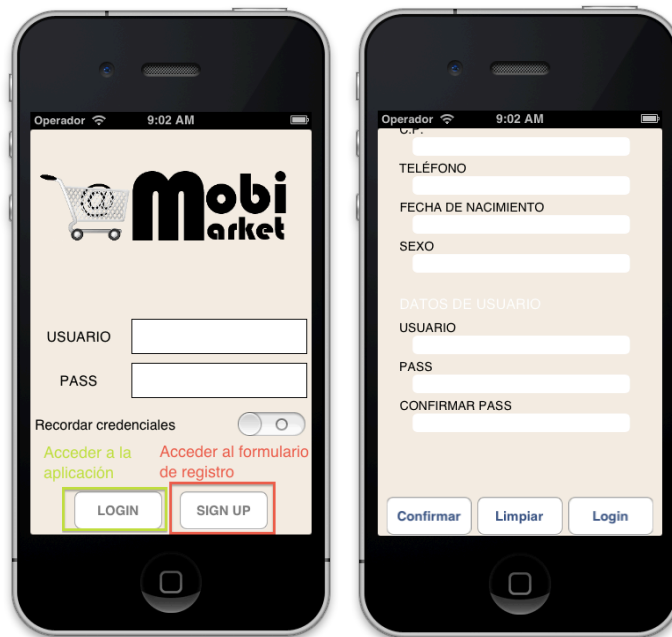 Operador 9:02 AM
@
Mobi
Market
USUARIO
PASS
Recordar credenciales
Acceder a la
aplicación
Acceder al formulario
de registro
LOGIN
SIGN UP
Operador 9:02 AM
C.P.
TELÉFONO
FECHA DE NACIMIENTO
SEXO
DATOS DE USUARIO
USUARIO
PASS
CONFIRMAR PASS
Confirmar
Limpiar
Login